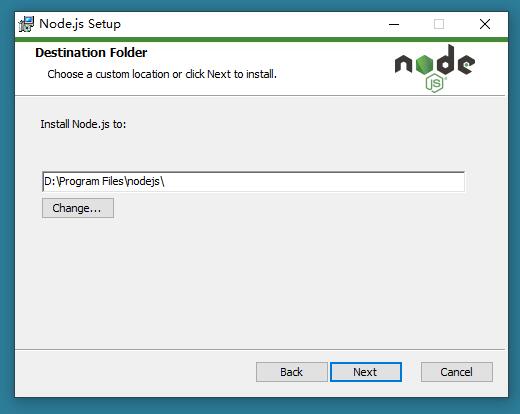 Node.js Setup
Destination Folder
Choose a custom location or click Next to install.
node
JS
Install Node.js to:
D:\Program Files\nodejs\
Change...
Back
Next
Cancel